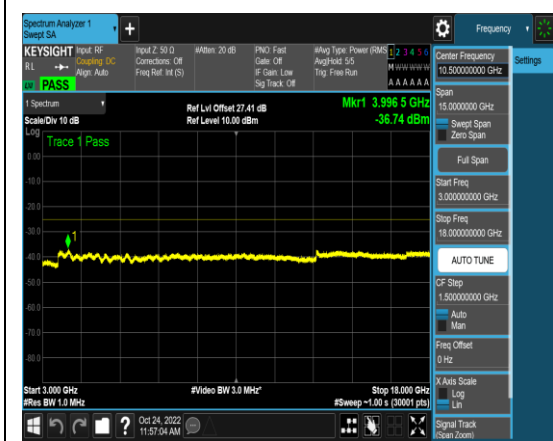 Spectrum Analyzer 1
Swept SA
Frequency
KEYSIGHT
RL
PASS
Input: RF
Coupling: DC
Align: Auto
Input Z: 50 Ω
Corrections: Off
Freq Ref: Int (S)
#Atten: 20 dB
PNO: Fast
Gate: Off
IF Gain: Low
Sig Track: Off
#Avg Type: Power (RMS
Avg|Hold: 5/5
Trig: Free Run
1 2 3 4 5 6
M W W W W W
A A A A A A
1 Spectrum
Scale/Div 10 dB
Ref Lvl Offset 27.41 dB
Ref Level 10.00 dBm
Mkr1 3.996 5 GHz
-36.74 dBm
Log
Trace 1 Pass
0.00
-10.0
-20.0
-30.0
-40.0
-50.0
-60.0
-70.0
-80.0
1
Start 3.000 GHz
#Res BW 1.0 MHz
#Video BW 3.0 MHz*
Stop 18.000 GHz
#Sweep ~1.00 s (30001 pts)
Center Frequency
10.500000000 GHz
Settings
Span
15.0000000 GHz
Swept Span
Zero Span
Full Span
Start Freq
3.000000000 GHz
Stop Freq
18.000000000 GHz
AUTO TUNE
CF Step
1.500000000 GHz
Auto
Man
Freq Offset
0 Hz
X Axis Scale
Log
Lin
Signal Track
(Span Zoom)
?
Oct 24, 2022
11:57:04 AM